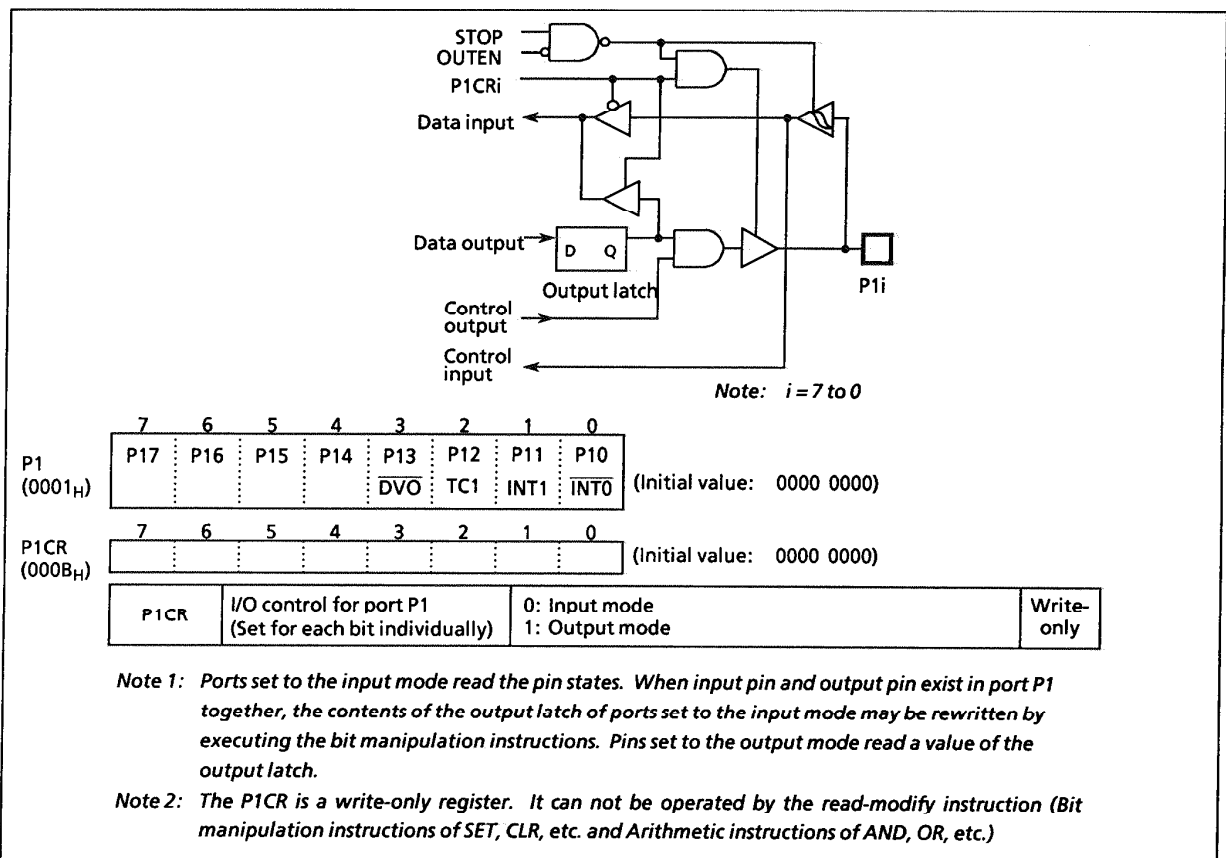 STOP
OUTEN
P1CRi
Data input
Data output
D Q
Output latch
P1i
Control
output
Control
input
Note: i = 7 to 0
7 6 5 4 3 2 1 0
P1
(0001H)
P17 P16 P15 P14 P13 P12 P11 P10
DVO TC1 INT1 INT0
(Initial value: 0000 0000)
7 6 5 4 3 2 1 0
P1CR
(000BH)
(Initial value: 0000 0000)
P1CR
I/O control for port P1
(Set for each bit individually)
0: Input mode
1: Output mode
Write-
only
Note 1: Ports set to the input mode read the pin states. When input pin and output pin exist in port P1
together, the contents of the output latch of ports set to the input mode may be rewritten by
executing the bit manipulation instructions. Pins set to the output mode read a value of the
output latch.
Note 2: The P1CR is a write-only register. It can not be operated by the read-modify instruction (Bit
manipulation instructions of SET, CLR, etc. and Arithmetic instructions of AND, OR, etc.)